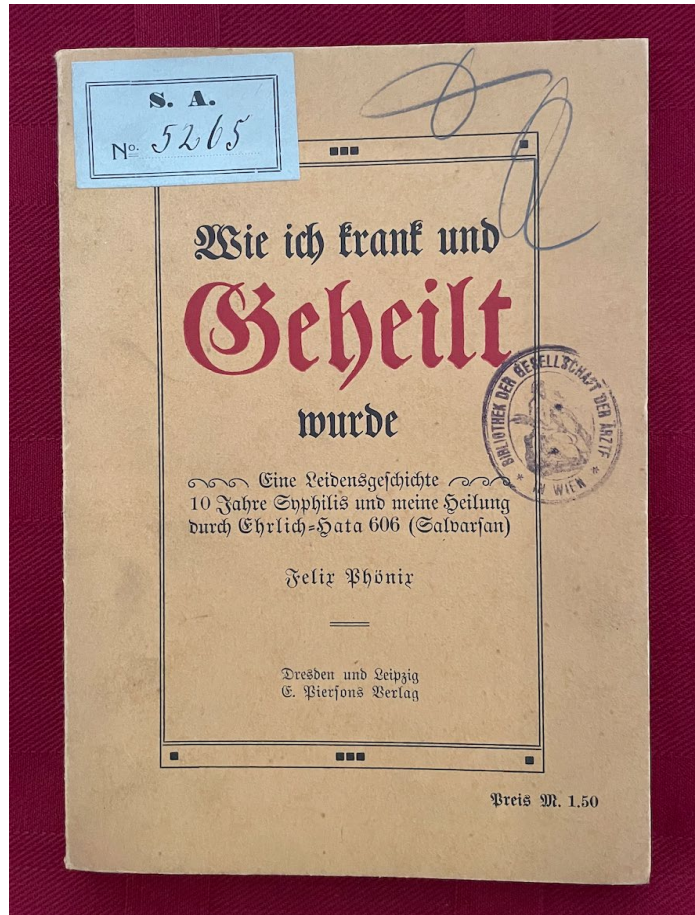 S. A.
No. 5265
Wie ich krank und
Geheilt
wurde
Eine Leidensgeschichte
10 Jahre Syphilis und meine Heilung
durch Ehrlich=Hata 606 (Salvarsan)
Felix Phönix
Dresden und Leipzig
E. Piersons Verlag
Preis M. 1.50
BIBLIOTHEK DER GESELLSCHAFT DER ÄRZTE
IN WIEN